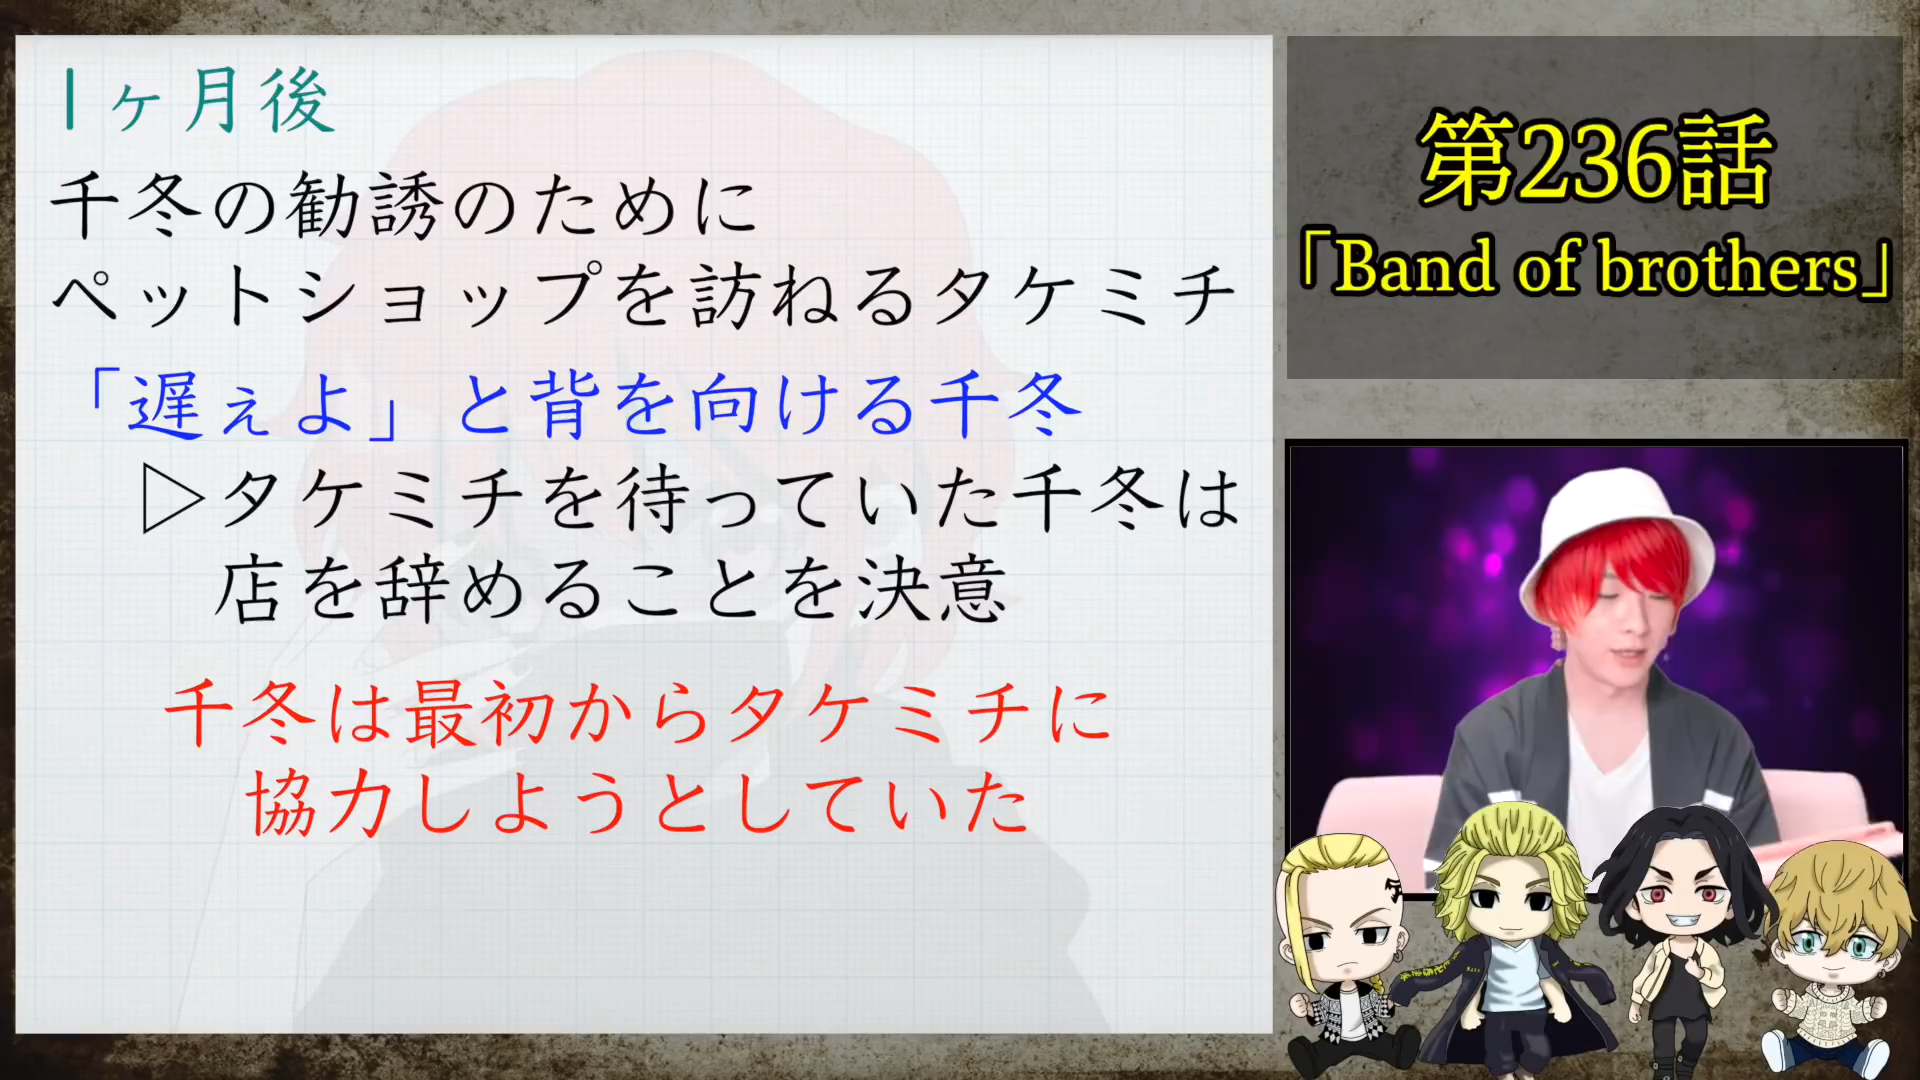 1ヶ月後
千冬の勧誘のために
ペットショップを訪ねるタケミチ
「遅ぇよ」と背を向ける千冬
▷タケミチを待っていた千冬は
店を辞めることを決意
千冬は最初からタケミチに
協力しようとしていた
第236話
「Band of brothers」